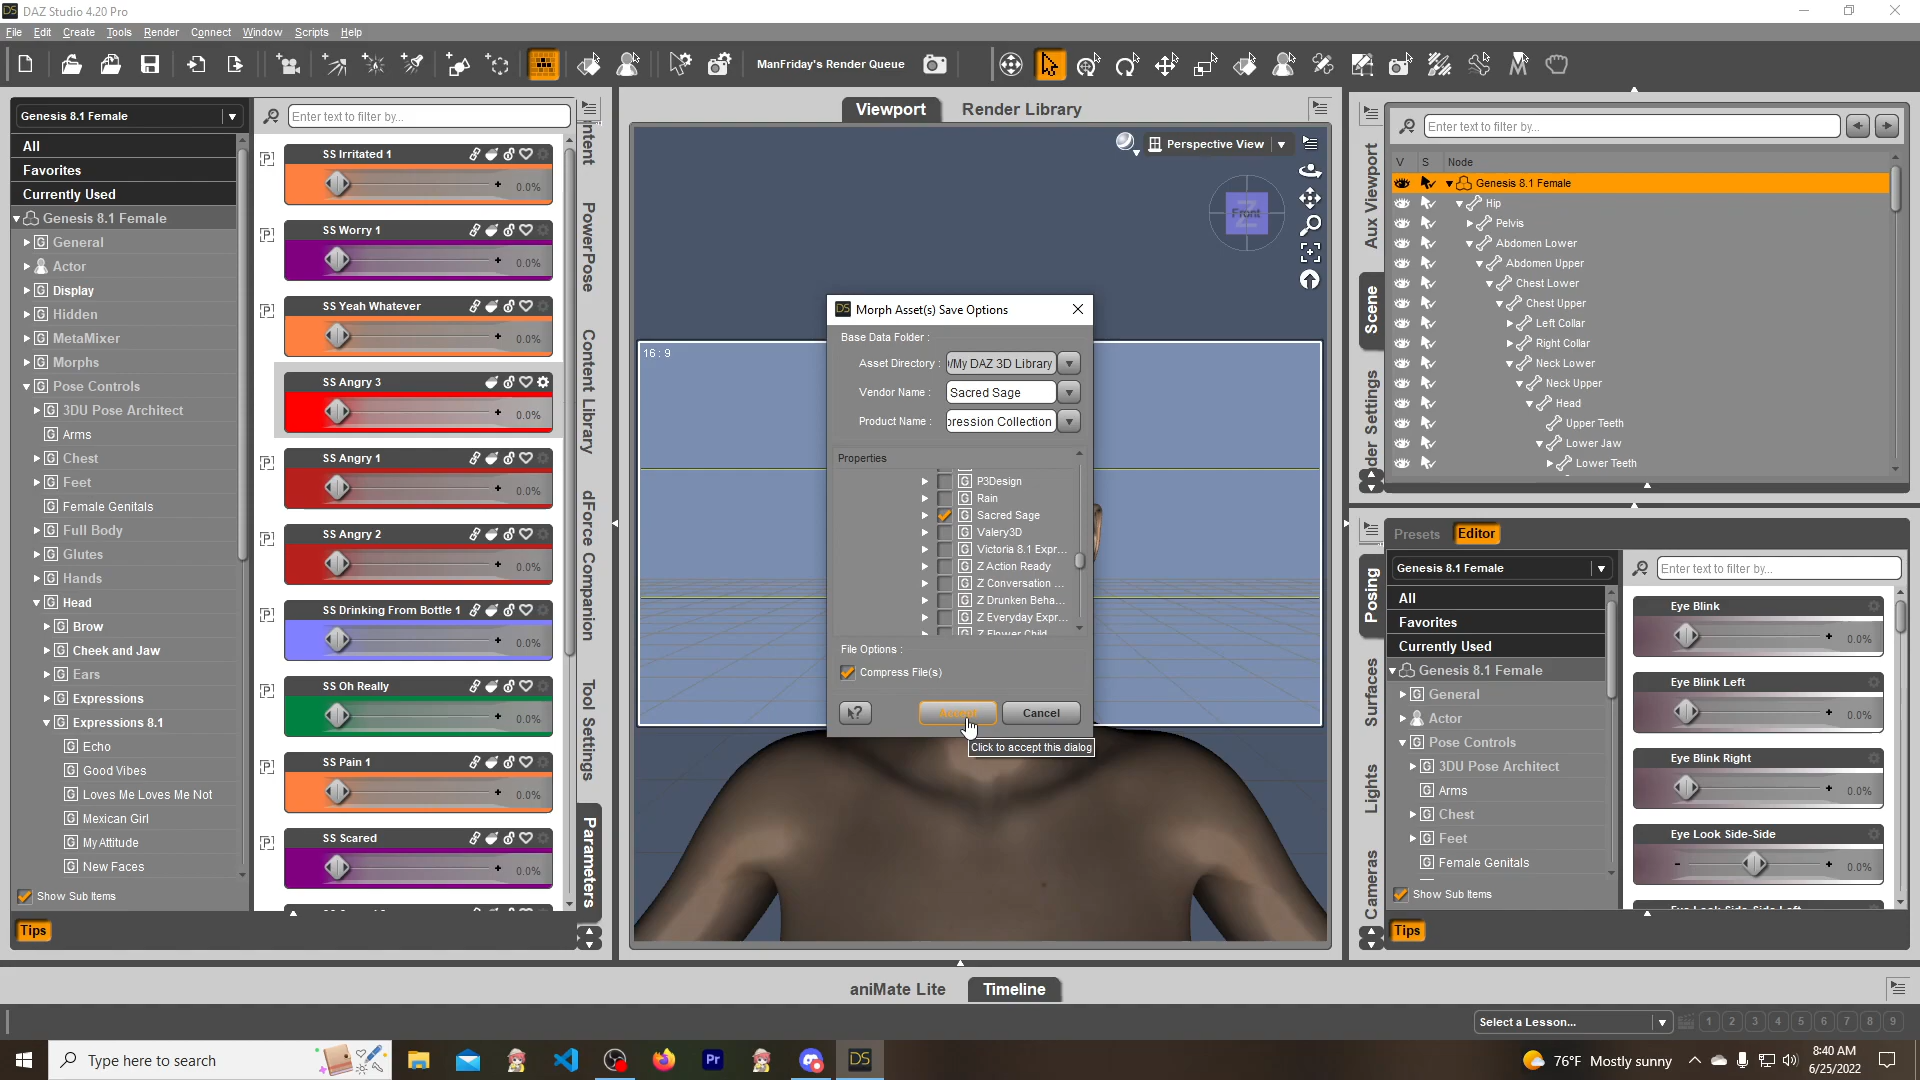 DAZ Studio 4.20 Pro
File Edit Create Tools Render Connect Window Scripts Help
ManFriday's Render Queue
Genesis 8.1 Female
Enter text to filter by...
All
Favorites
Currently Used
Genesis 8.1 Female
General
Actor
Display
Hidden
MetaMixer
Morphs
Pose Controls
3DU Pose Architect
Arms
Chest
Feet
Female Genitals
Full Body
Glutes
Hands
Head
Brow
Cheek and Jaw
Ears
Expressions
Expressions 8.1
Echo
Good Vibes
Loves Me Loves Me Not
Mexican Girl
My Attitude
New Faces
Show Sub Items
Tips
SS Irritated 1
0.0%
SS Worry 1
0.0%
SS Yeah Whatever
0.0%
SS Angry 3
0.0%
SS Angry 1
0.0%
SS Angry 2
0.0%
SS Drinking From Bottle 1
0.0%
SS Oh Really
0.0%
SS Pain 1
0.0%
SS Scared
0.0%
PowerPose
Content Library
dForce Companion
Tool Settings
Parameters
Viewport Render Library
Perspective View
Front
16 : 9
Morph Asset(s) Save Options
Base Data Folder :
Asset Directory : /My DAZ 3D Library
Vendor Name : Sacred Sage
Product Name : pression Collection
Properties
P3Design
Rain
Sacred Sage
Valery3D
Victoria 8.1 Expr...
Z Action Ready
Z Conversation ...
Z Drunken Beha...
Z Everyday Expr...
Z Flower Child
File Options :
Compress File(s)
Accept Cancel
Click to accept this dialog
Aux Viewport
Scene
der Settings
Enter text to filter by...
V S Node
Genesis 8.1 Female
Hip
Pelvis
Abdomen Lower
Abdomen Upper
Chest Lower
Chest Upper
Left Collar
Right Collar
Neck Lower
Neck Upper
Head
Upper Teeth
Lower Jaw
Lower Teeth
Posing
Surfaces
Lights
Cameras
Presets Editor
Genesis 8.1 Female
Enter text to filter by...
All
Favorites
Currently Used
Genesis 8.1 Female
General
Actor
Pose Controls
3DU Pose Architect
Arms
Chest
Feet
Female Genitals
Show Sub Items
Tips
Eye Blink
0.0%
Eye Blink Left
0.0%
Eye Blink Right
0.0%
Eye Look Side-Side
0.0%
Eye Look Side-Side Left
aniMate Lite Timeline
Select a Lesson... 1 2 3 4 5 6 7 8 9
Type here to search
76°F Mostly sunny
8:40 AM
6/25/2022